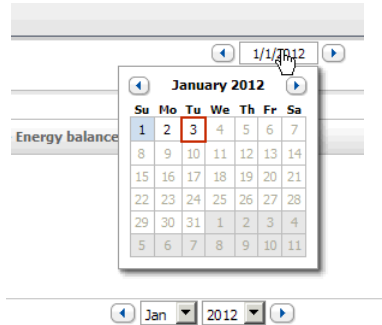 1/1/2012
January 2012
Su Mo Tu We Th Fr Sa
1 2 3 4 5 6 7
Energy balance
8 9 10 11 12 13 14
15 16 17 18 19 20 21
22 23 24 25 26 27 28
29 30 31 1 2 3 4
5 6 7 8 9 10 11
Jan 2012